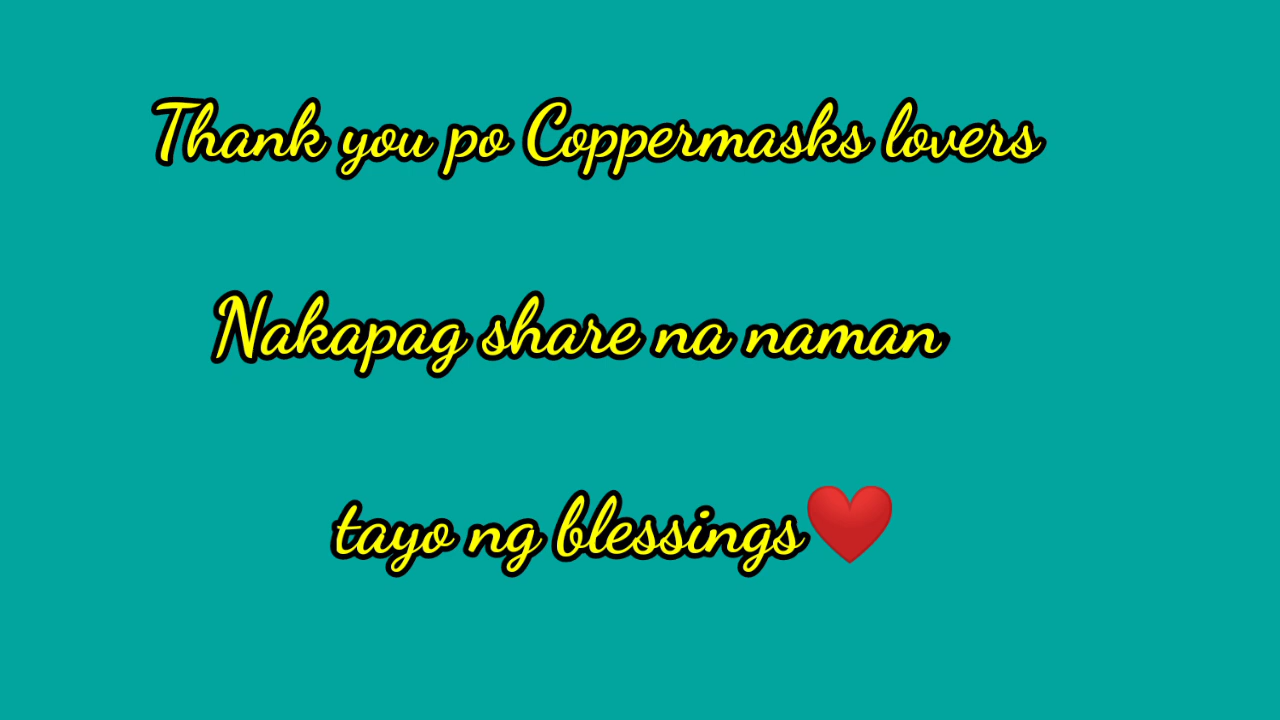 Thank you po Coppermasks lovers
Nakapag share na naman
tayo ng blessings❤️